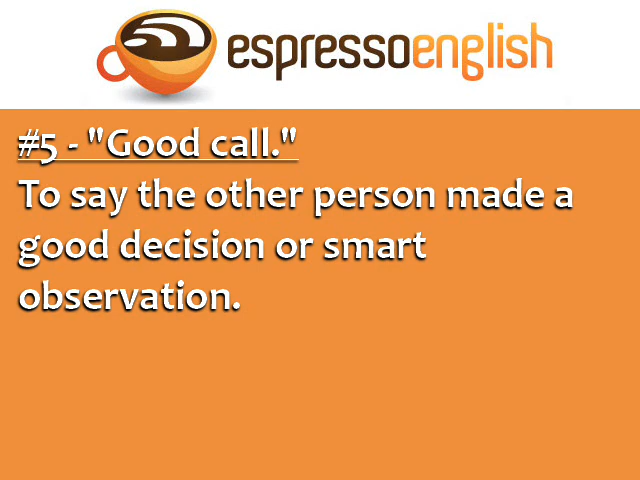 espressoenglish
#5 - "Good call."
To say the other person made a
good decision or smart
observation.